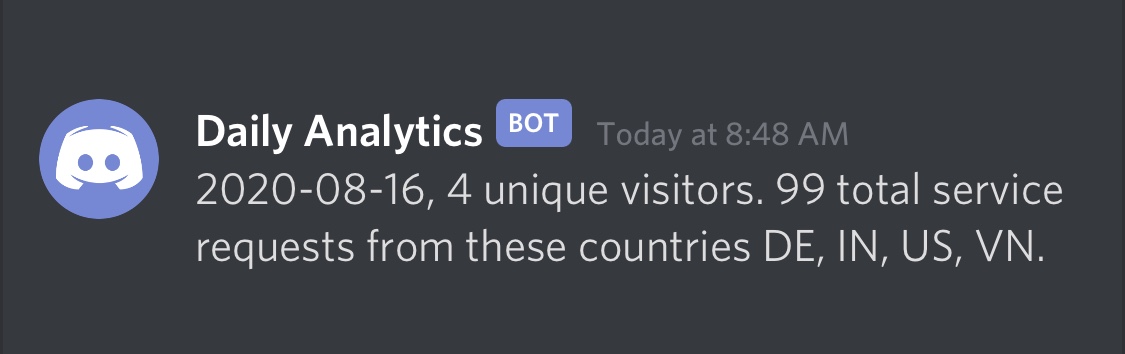 Daily Analytics BOT Today at 8:48 AM
2020-08-16, 4 unique visitors. 99 total service
requests from these countries DE, IN, US, VN.